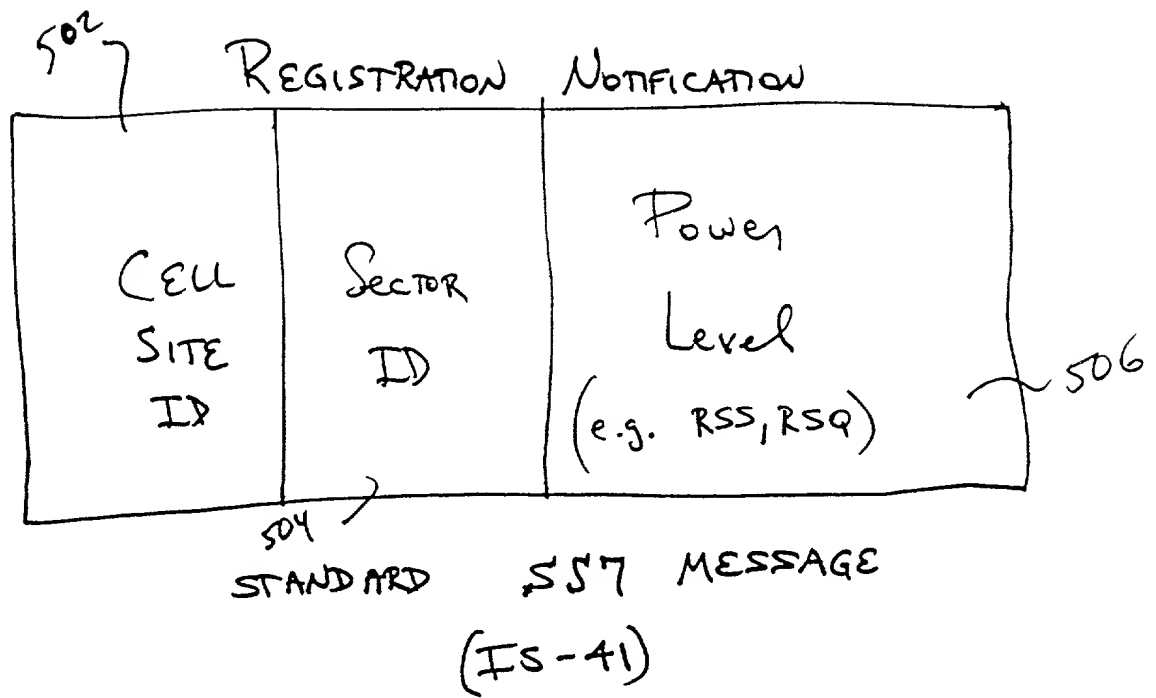 502
REGISTRATION NOTIFICATION
CELL
SITE
ID
SECTOR
ID
Power
Level
(e.g. RSS, RSQ)
506
504
STANDARD SS7 MESSAGE
(IS-41)